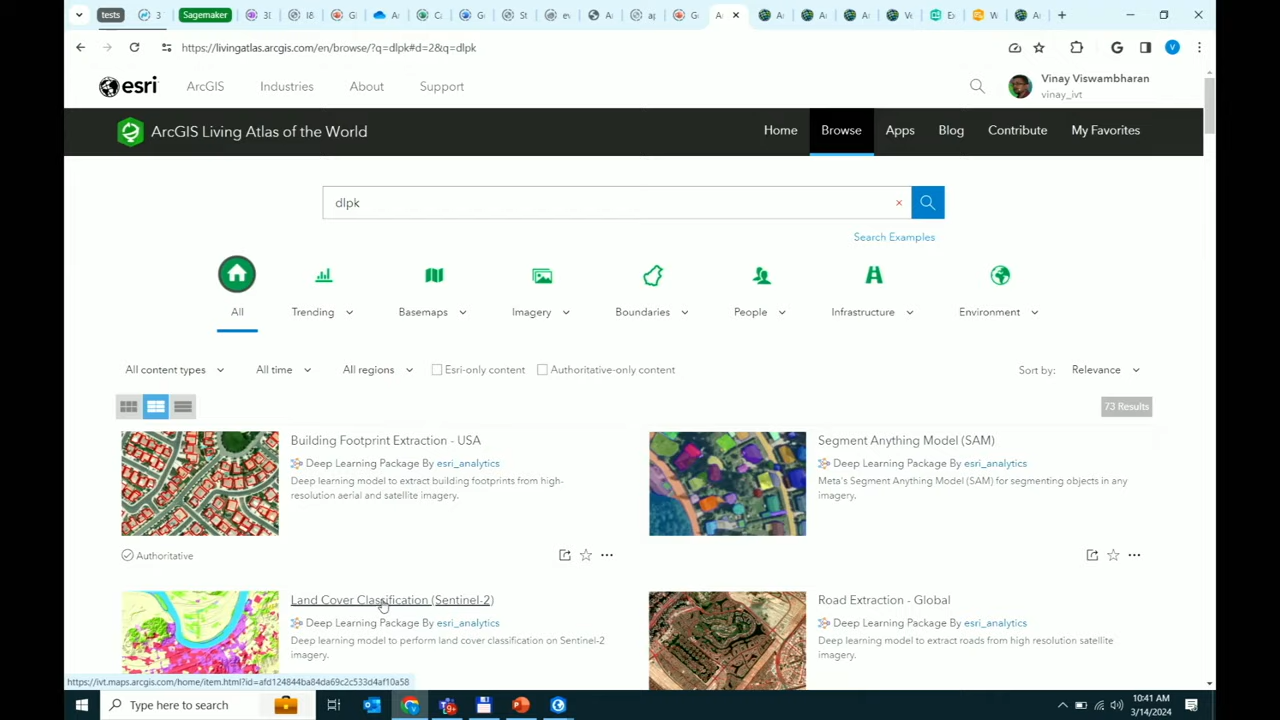 tests
Sagemaker
https://livingatlas.arcgis.com/en/browse/?q=dlpk#d=2&q=dlpk
esri
ArcGIS
Industries
About
Support
Vinay Viswambharan
vinay_ivt
ArcGIS Living Atlas of the World
Home
Browse
Apps
Blog
Contribute
My Favorites
dlpk
Search Examples
All
Trending
Basemaps
Imagery
Boundaries
People
Infrastructure
Environment
All content types
All time
All regions
Esri-only content
Authoritative-only content
Sort by:
Relevance
73 Results
Building Footprint Extraction - USA
Deep Learning Package By esri_analytics
Deep learning model to extract building footprints from high-
resolution aerial and satellite imagery.
Authoritative
Segment Anything Model (SAM)
Deep Learning Package By esri_analytics
Meta's Segment Anything Model (SAM) for segmenting objects in any
imagery.
Land Cover Classification (Sentinel-2)
Deep Learning Package By esri_analytics
Deep learning model to perform land cover classification on Sentinel-2
imagery.
Road Extraction - Global
Deep Learning Package By esri_analytics
Deep learning model to extract roads from high resolution satellite
imagery.
https://ivt.maps.arcgis.com/home/item.html?id=afd124844ba84da69c2c533d4af10a58
Type here to search
10:41 AM
3/14/2024